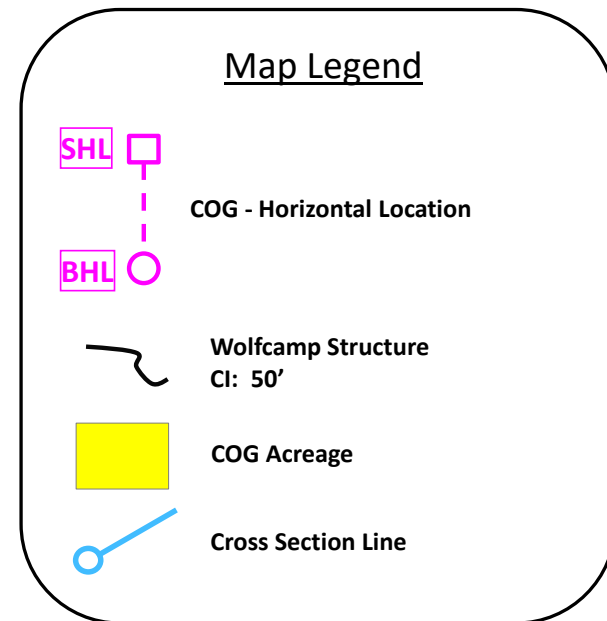 Map Legend
SHL
COG - Horizontal Location
BHL
Wolfcamp Structure
CI: 50’
COG Acreage
Cross Section Line